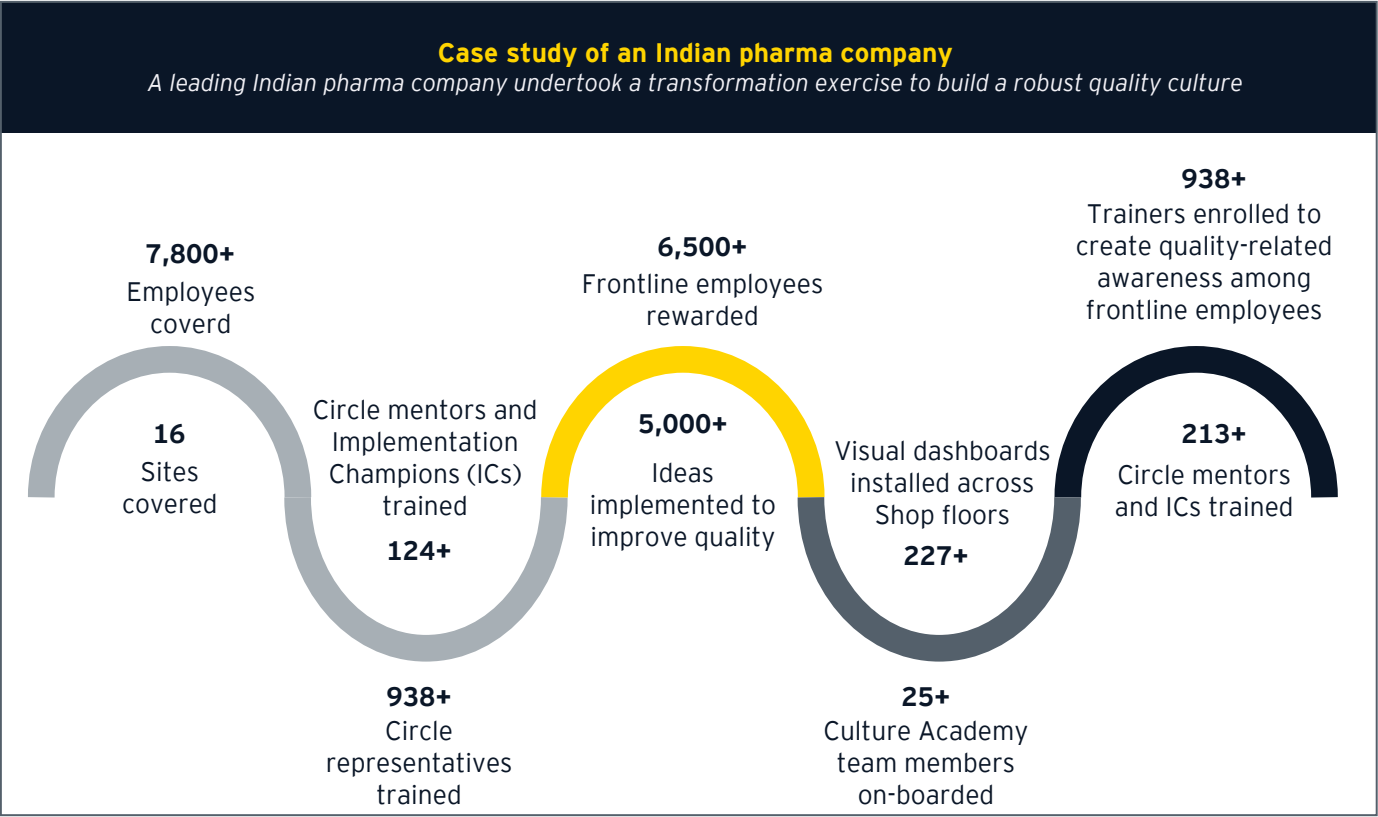 Case study of an Indian pharma company
A leading Indian pharma company undertook a transformation exercise to build a robust quality culture
7,800+
Employees
coverd
16
Sites
covered
Circle mentors and
Implementation
Champions (ICs)
trained
124+
938+
Circle
representatives
trained
6,500+
Frontline employees
rewarded
5,000+
Ideas
implemented to
improve quality
Visual dashboards
installed across
Shop floors
227+
25+
Culture Academy
team members
on-boarded
938+
Trainers enrolled to
create quality-related
awareness among
frontline employees
213+
Circle mentors
and ICs trained